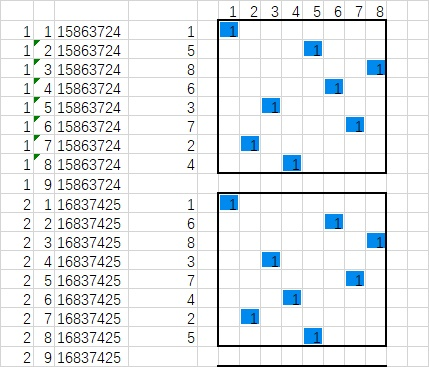 1 2 3 4 5 6 7 8
1 1 15863724 1 1
1 2 15863724 5 1
1 3 15863724 8 1
1 4 15863724 6 1
1 5 15863724 3 1
1 6 15863724 7 1
1 7 15863724 2 1
1 8 15863724 4 1
1 9 15863724
2 1 16837425 1 1
2 2 16837425 6 1
2 3 16837425 8 1
2 4 16837425 3 1
2 5 16837425 7 1
2 6 16837425 4 1
2 7 16837425 2 1
2 8 16837425 5 1
2 9 16837425